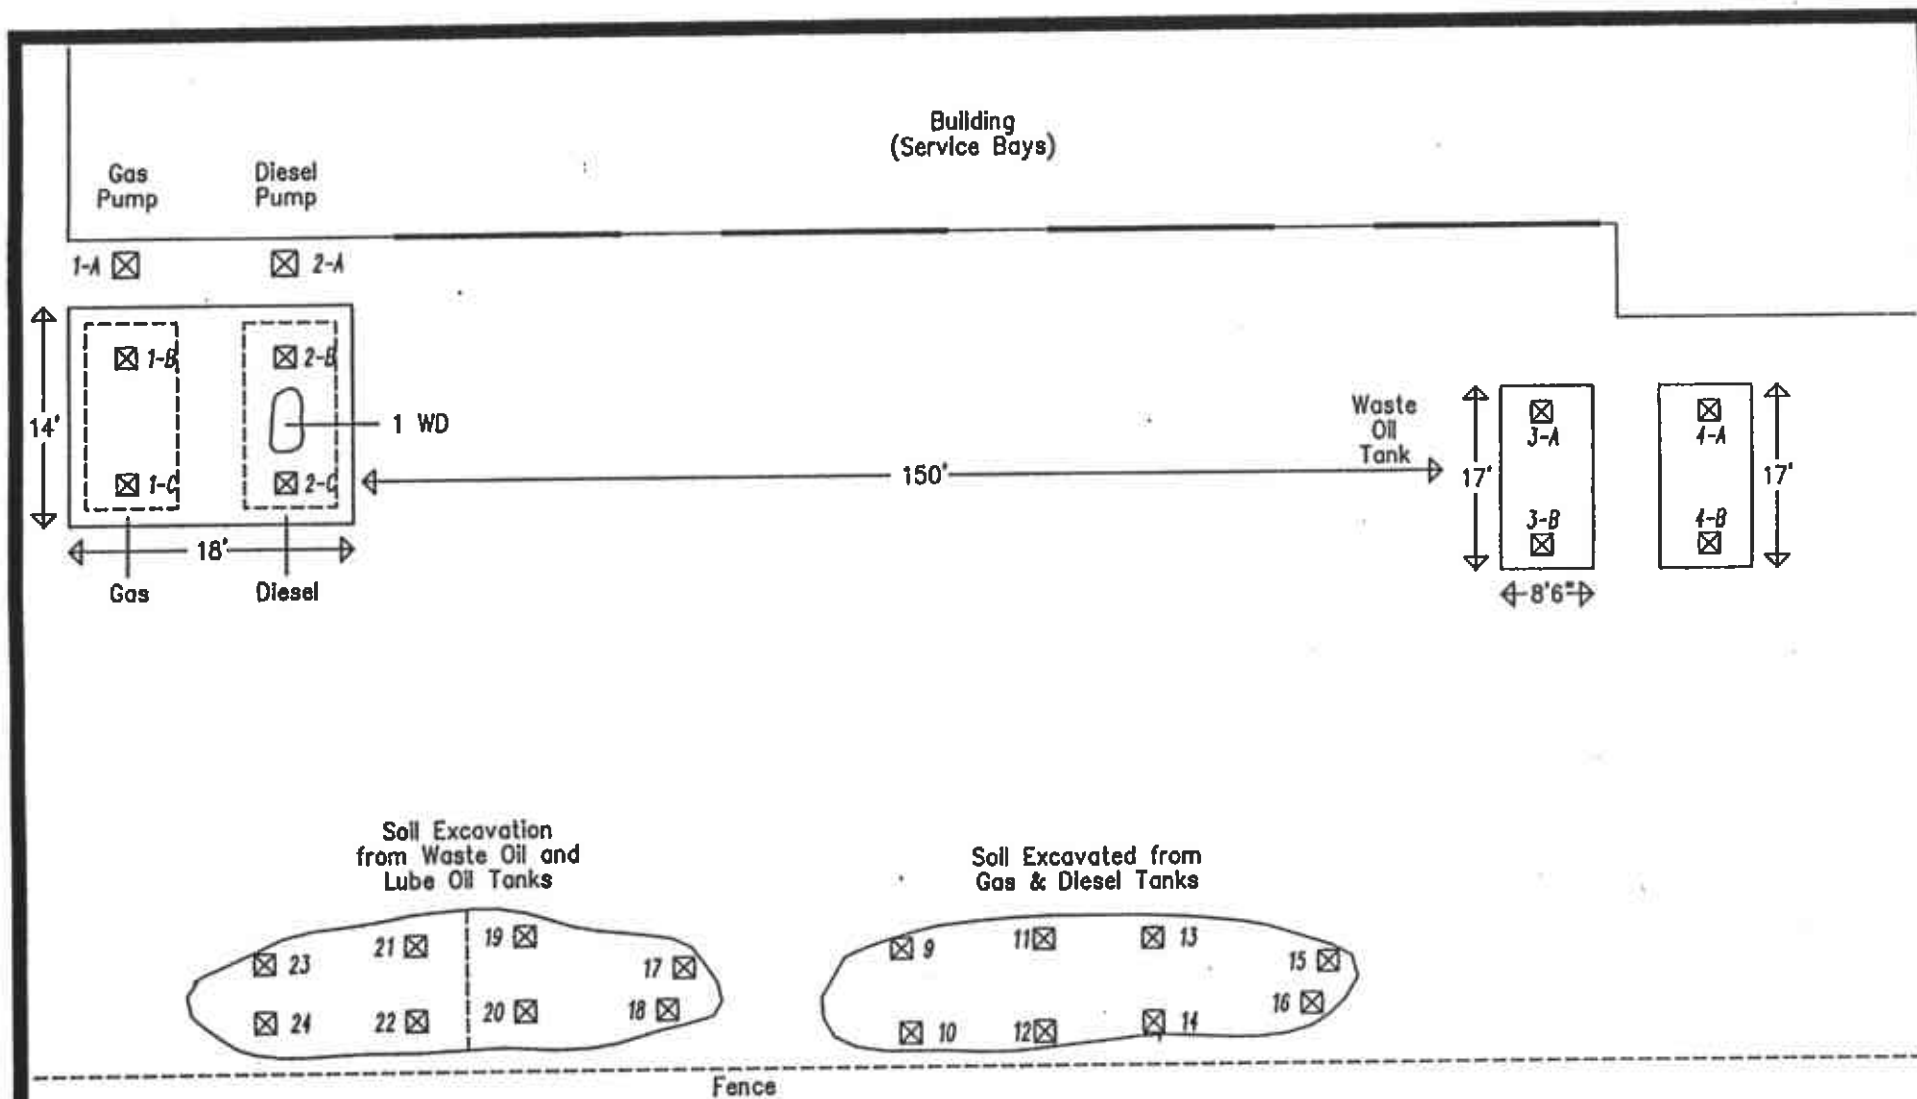 Building
(Service Bays)
Gas
Pump
Diesel
Pump
1-A
2-A
1-B
2-B
14'
1 WD
1-C
2-C
150'
18'
Gas
Diesel
Waste
Oil
Tank
3-A
4-A
17'
17'
3-B
4-B
8'6"
Soil Excavation
from Waste Oil and
Lube Oil Tanks
Soil Excavated from
Gas & Diesel Tanks
23
21
19
17
24
22
20
18
9
11
13
15
10
12
14
16
Fence